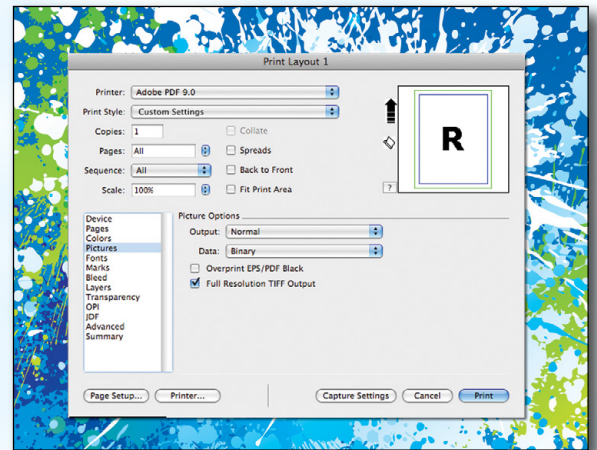 Print Layout 1
Printer: Adobe PDF 9.0
Print Style: Custom Settings
Copies: 1 Collate
Pages: All Spreads
Sequence: All Back to Front
Scale: 100% Fit Print Area
?
R
Device
Pages
Colors
Pictures
Fonts
Marks
Bleed
Layers
Transparency
OPI
JDF
Advanced
Summary
Picture Options
Output: Normal
Data: Binary
Overprint EPS/PDF Black
Full Resolution TIFF Output
Page Setup... Printer... Capture Settings Cancel Print